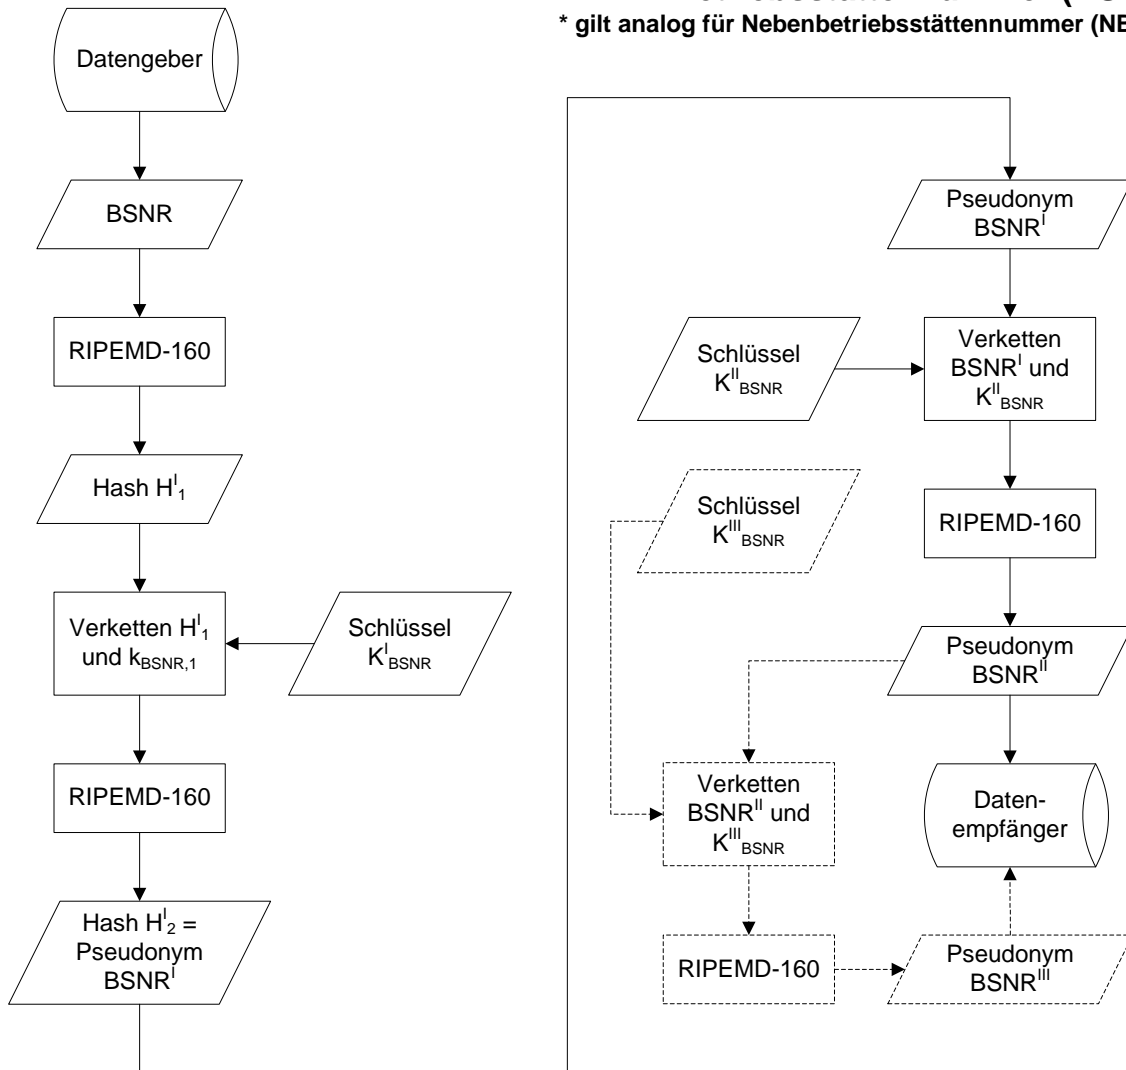 * gilt analog für Nebenbetriebsstättennummer (NE
Datengeber
BSNR
RIPEMD-160
Hash H^I_1
Verketten H^I_1
und k_BSNR,1
Schlüssel
K^I_BSNR
RIPEMD-160
Hash H^I_2 =
Pseudonym
BSNR^I
Pseudonym
BSNR^I
Schlüssel
K^II_BSNR
Verketten
BSNR^I und
K^II_BSNR
Schlüssel
K^III_BSNR
RIPEMD-160
Pseudonym
BSNR^II
Verketten
BSNR^II und
K^III_BSNR
Daten-
empfänger
RIPEMD-160
Pseudonym
BSNR^III